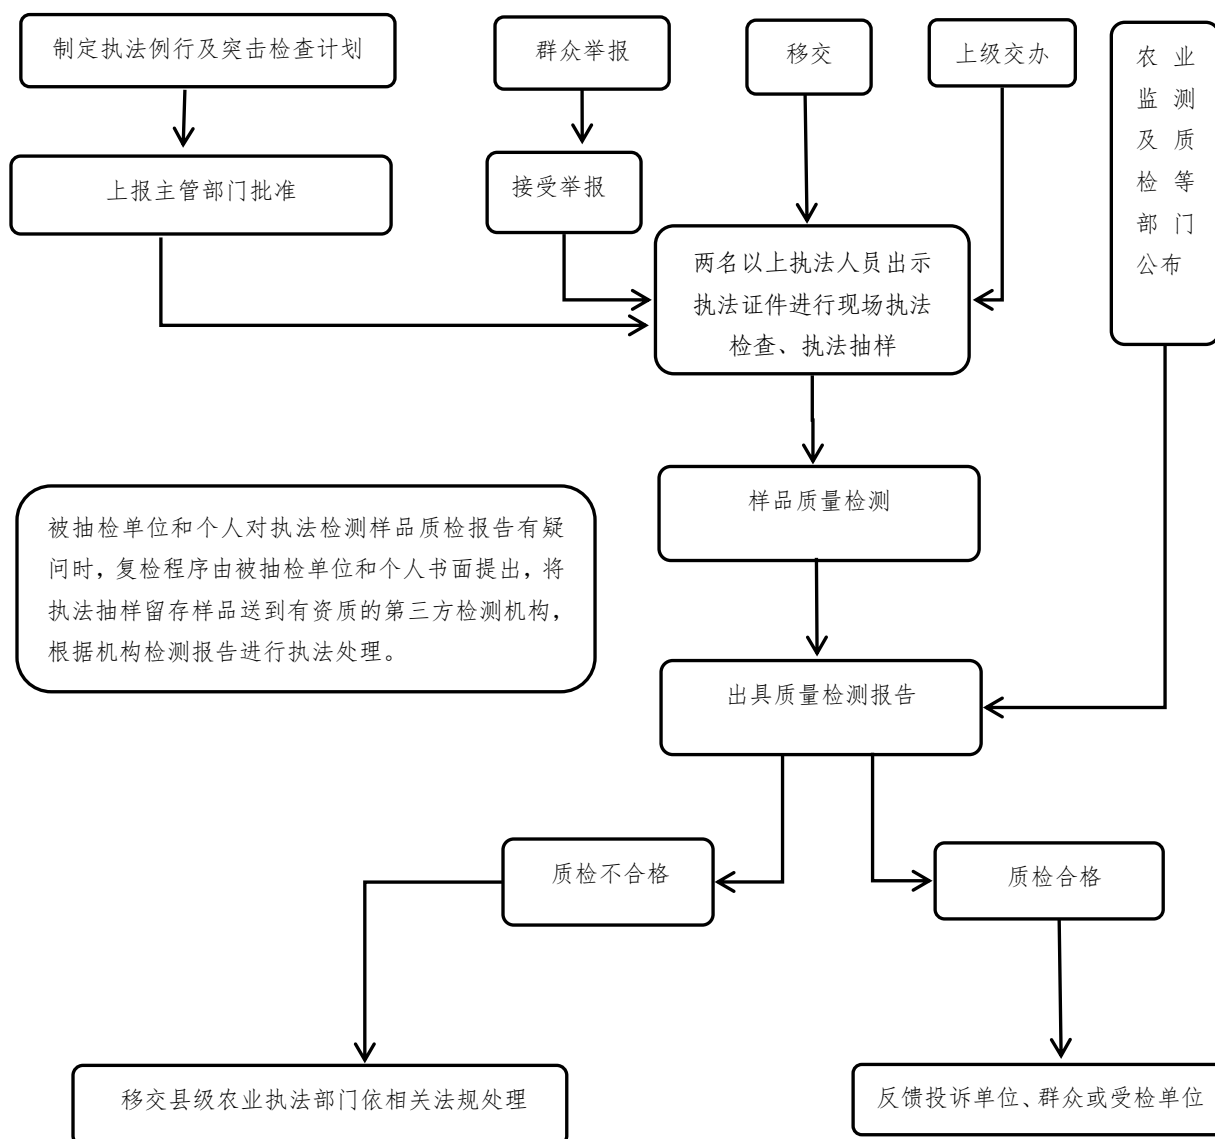 制定执法例行及突击检查计划
群众举报
移交
上级交办
农业
监测
及质
检等
部门
公布
上报主管部门批准
接受举报
两名以上执法人员出示
执法证件进行现场执法
检查、执法抽样
样品质量检测
被抽检单位和个人对执法检测样品质检报告有疑
问时，复检程序由被抽检单位和个人书面提出，将
执法抽样留存样品送到有资质的第三方检测机构，
根据机构检测报告进行执法处理。
出具质量检测报告
质检不合格
质检合格
移交县级农业执法部门依相关法规处理
反馈投诉单位、群众或受检单位